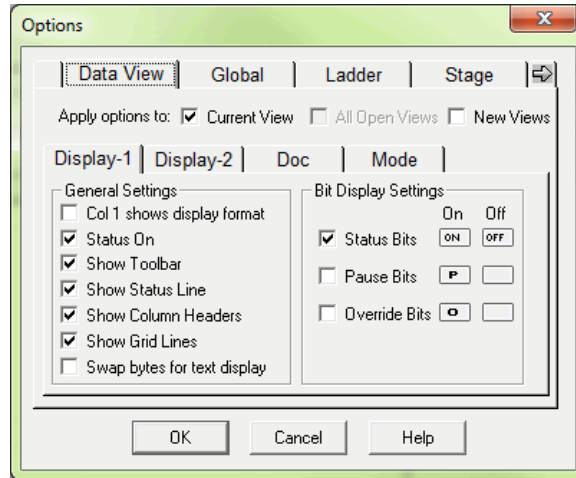 Options
Data View Global Ladder Stage
Apply options to: Current View All Open Views New Views
Display-1 Display-2 Doc Mode
General Settings
Col 1 shows display format
Status On
Show Toolbar
Show Status Line
Show Column Headers
Show Grid Lines
Swap bytes for text display
Bit Display Settings
On Off
Status Bits ON OFF
Pause Bits P
Override Bits O
OK Cancel Help